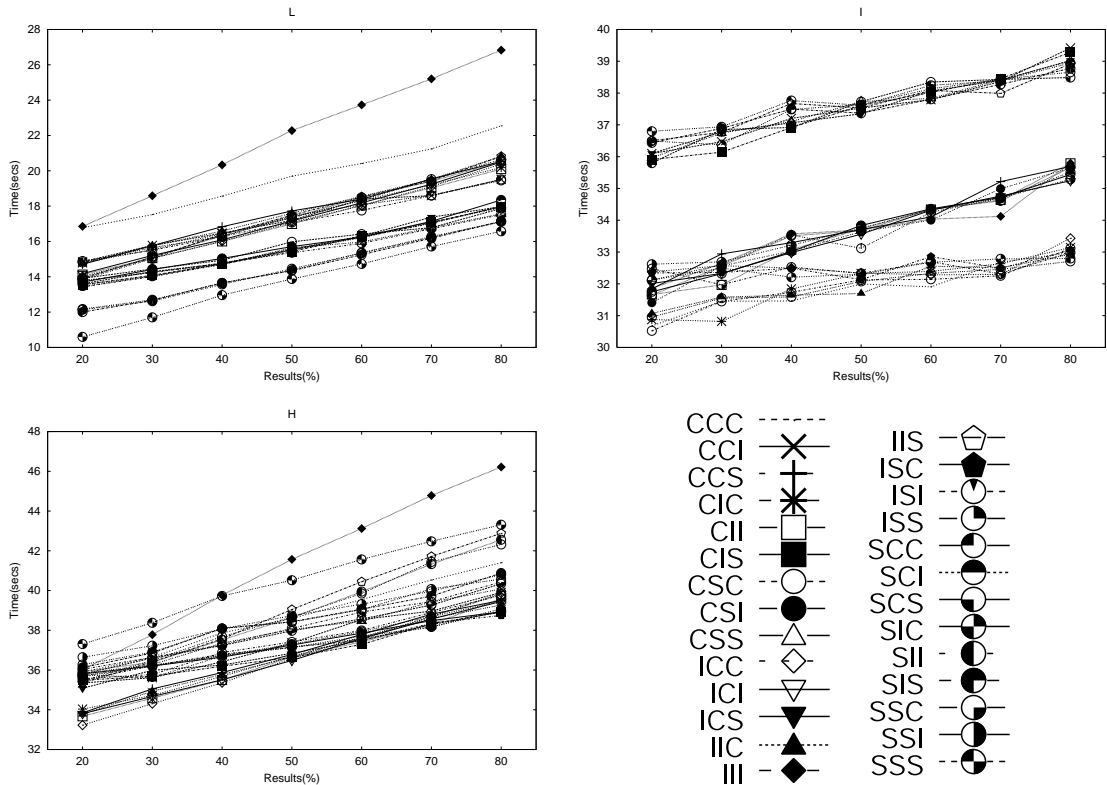 L
28
26
24
22
20
18
16
14
12
10
Time(secs)
20 30 40 50 60 70 80
Results(%)
I
40
39
38
37
36
35
34
33
32
31
30
Time(secs)
20 30 40 50 60 70 80
Results(%)
H
48
46
44
42
40
38
36
34
32
Time(secs)
20 30 40 50 60 70 80
Results(%)
CCC
CCI
CCS
CIC
CII
CIS
CSC
CSI
CSS
ICC
ICI
ICS
IIC
III
IIS
ISC
ISI
ISS
SCC
SCI
SCS
SIC
SII
SIS
SSC
SSI
SSS